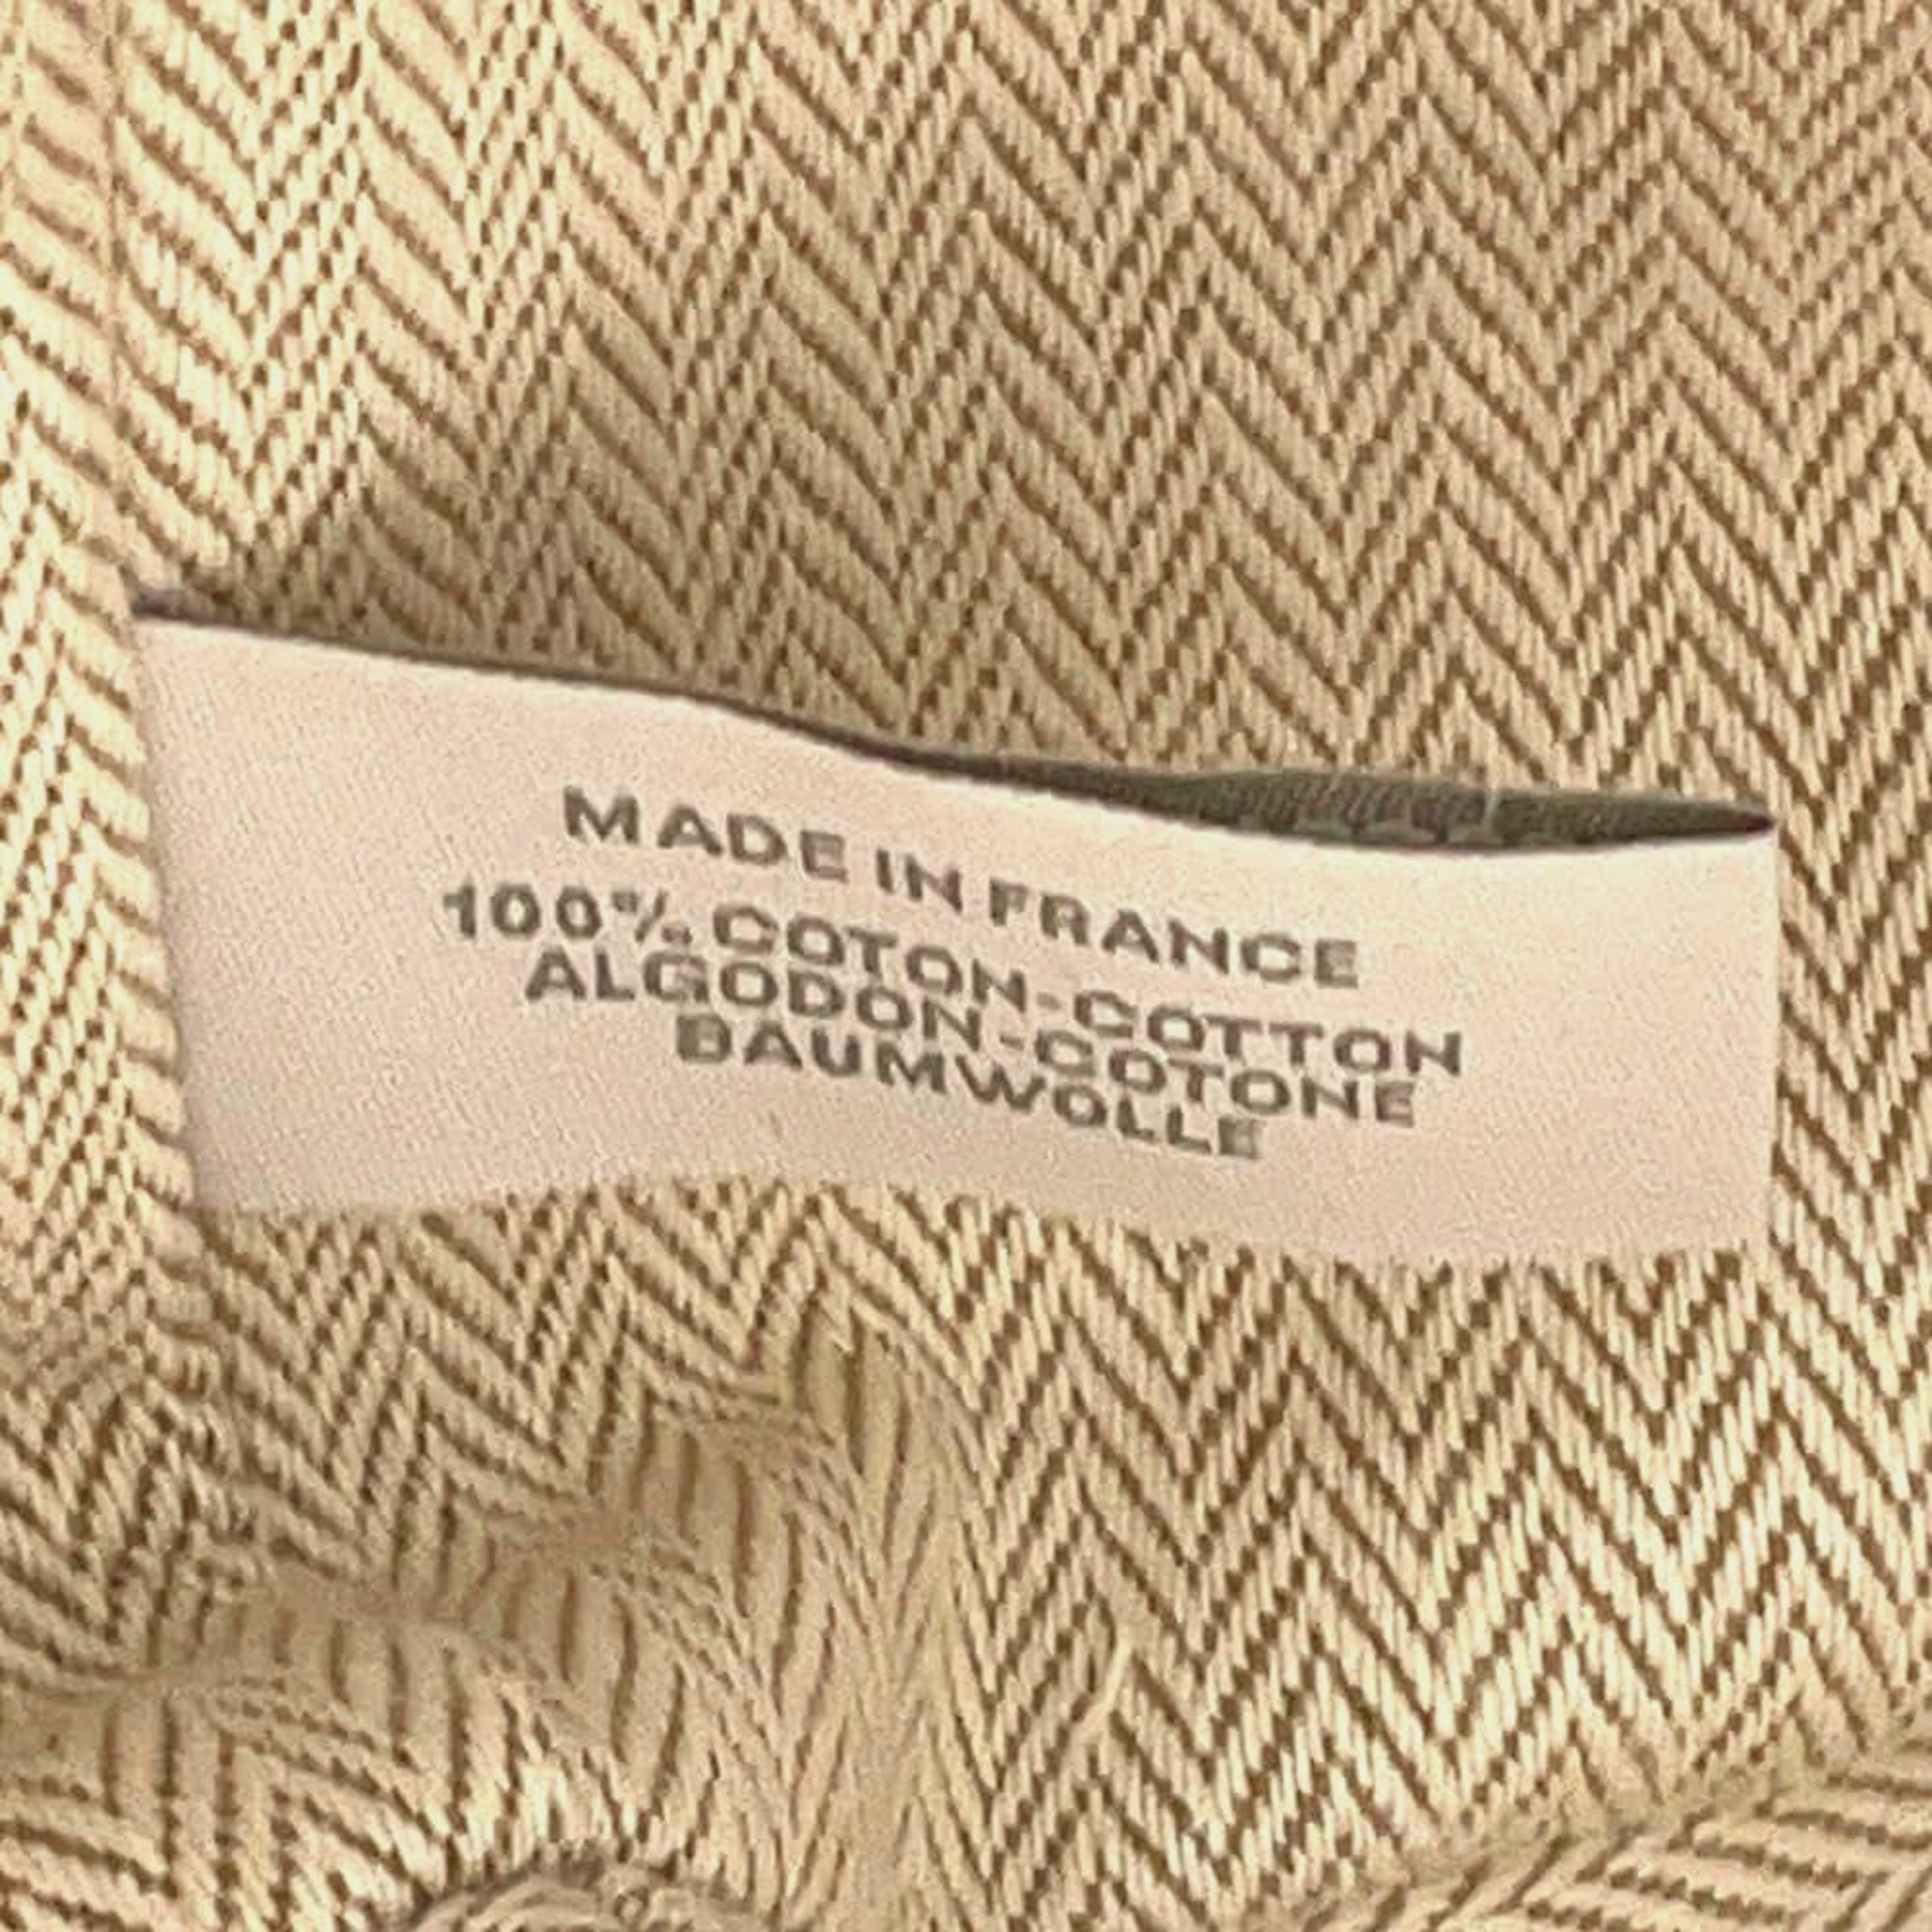 MADE IN FRANCE
100% COTON-COTTON
ALGODON-COTONE
BAUMWOLLE